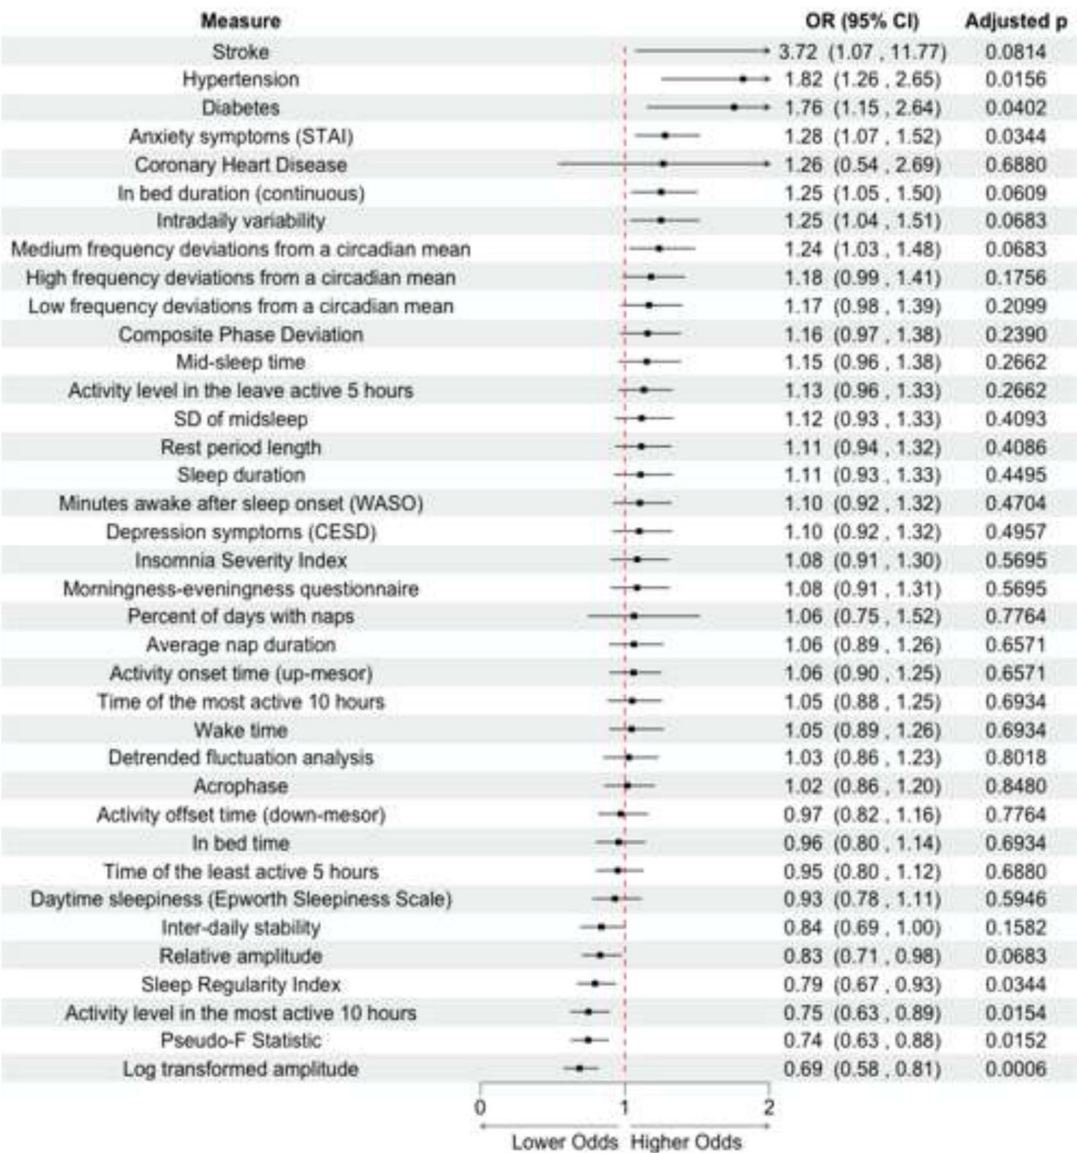 Measure OR (95% CI) Adjusted p
Stroke 3.72 (1.07 , 11.77) 0.0814
Hypertension 1.82 (1.26 , 2.65) 0.0156
Diabetes 1.76 (1.15 , 2.64) 0.0402
Anxiety symptoms (STAI) 1.28 (1.07 , 1.52) 0.0344
Coronary Heart Disease 1.26 (0.54 , 2.69) 0.6880
In bed duration (continuous) 1.25 (1.05 , 1.50) 0.0609
Intradaily variability 1.25 (1.04 , 1.51) 0.0683
Medium frequency deviations from a circadian mean 1.24 (1.03 , 1.48) 0.0683
High frequency deviations from a circadian mean 1.18 (0.99 , 1.41) 0.1756
Low frequency deviations from a circadian mean 1.17 (0.98 , 1.39) 0.2099
Composite Phase Deviation 1.16 (0.97 , 1.38) 0.2390
Mid-sleep time 1.15 (0.96 , 1.38) 0.2662
Activity level in the leave active 5 hours 1.13 (0.96 , 1.33) 0.2662
SD of midsleep 1.12 (0.93 , 1.33) 0.4093
Rest period length 1.11 (0.94 , 1.32) 0.4086
Sleep duration 1.11 (0.93 , 1.33) 0.4495
Minutes awake after sleep onset (WASO) 1.10 (0.92 , 1.32) 0.4704
Depression symptoms (CESD) 1.10 (0.92 , 1.32) 0.4957
Insomnia Severity Index 1.08 (0.91 , 1.30) 0.5695
Morningness-eveningness questionnaire 1.08 (0.91 , 1.31) 0.5695
Percent of days with naps 1.06 (0.75 , 1.52) 0.7764
Average nap duration 1.06 (0.89 , 1.26) 0.6571
Activity onset time (up-mesor) 1.06 (0.90 , 1.25) 0.6571
Time of the most active 10 hours 1.05 (0.88 , 1.25) 0.6934
Wake time 1.05 (0.89 , 1.26) 0.6934
Detrended fluctuation analysis 1.03 (0.86 , 1.23) 0.8018
Acrophase 1.02 (0.86 , 1.20) 0.8480
Activity offset time (down-mesor) 0.97 (0.82 , 1.16) 0.7764
In bed time 0.96 (0.80 , 1.14) 0.6934
Time of the least active 5 hours 0.95 (0.80 , 1.12) 0.6880
Daytime sleepiness (Epworth Sleepiness Scale) 0.93 (0.78 , 1.11) 0.5946
Inter-daily stability 0.84 (0.69 , 1.00) 0.1582
Relative amplitude 0.83 (0.71 , 0.98) 0.0683
Sleep Regularity Index 0.79 (0.67 , 0.93) 0.0344
Activity level in the most active 10 hours 0.75 (0.63 , 0.89) 0.0154
Pseudo-F Statistic 0.74 (0.63 , 0.88) 0.0152
Log transformed amplitude 0.69 (0.58 , 0.81) 0.0006
0 1 2
Lower Odds Higher Odds